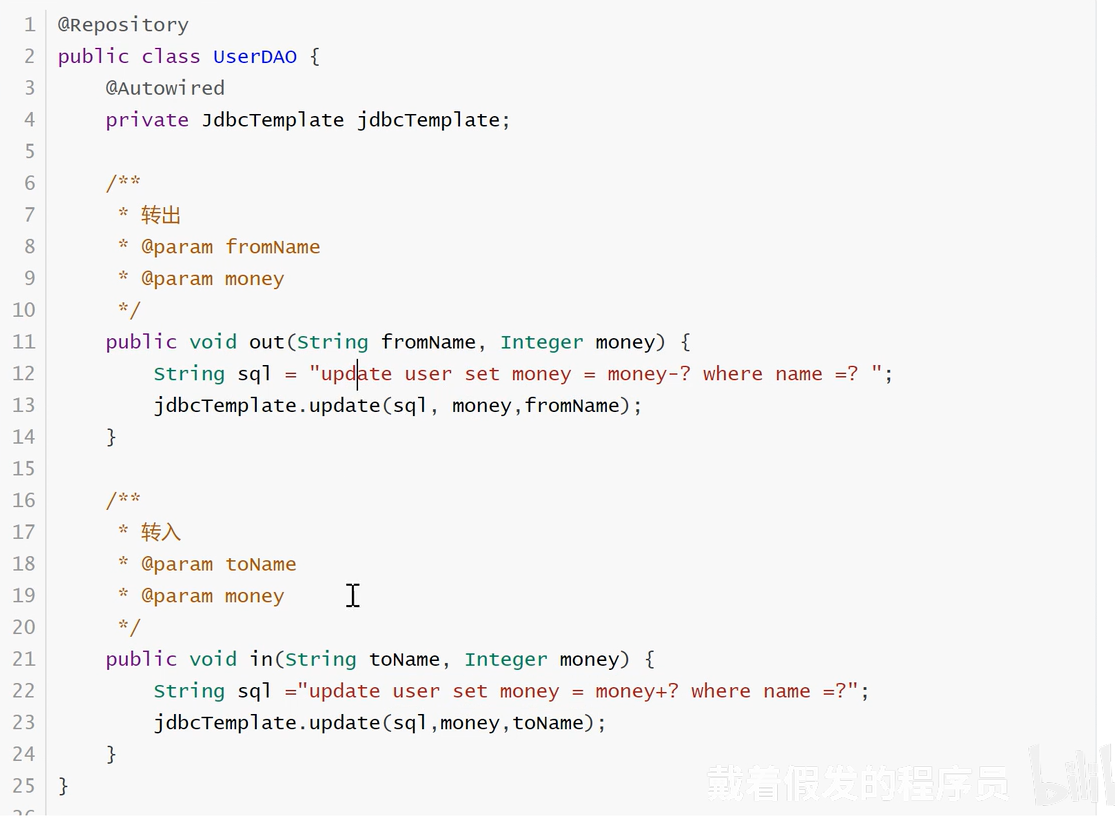 1 @Repository
2 public class UserDAO {
3     @Autowired
4     private JdbcTemplate jdbcTemplate;
5
6     /**
7      * 转出
8      * @param fromName
9      * @param money
10      */
11     public void out(String fromName, Integer money) {
12         String sql = "update user set money = money-? where name =? ";
13         jdbcTemplate.update(sql, money,fromName);
14     }
15
16     /**
17      * 转入
18      * @param toName
19      * @param money
20      */
21     public void in(String toName, Integer money) {
22         String sql ="update user set money = money+? where name =?";
23         jdbcTemplate.update(sql,money,toName);
24     }
25 }
戴着假发的程序员